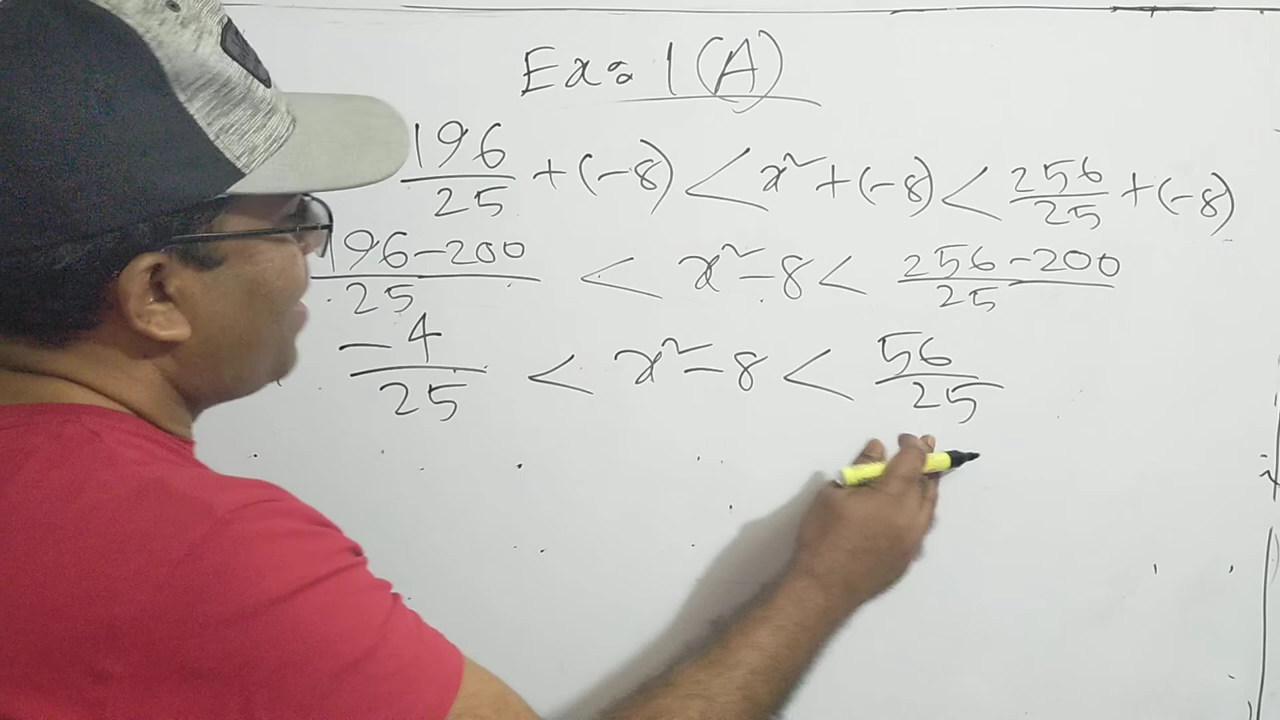 Ex: 1(A)
196/25 + (-8) < x² + (-8) < 256/25 + (-8)
196-200/25 < x²-8 < 256-200/25
-4/25 < x²-8 < 56/25